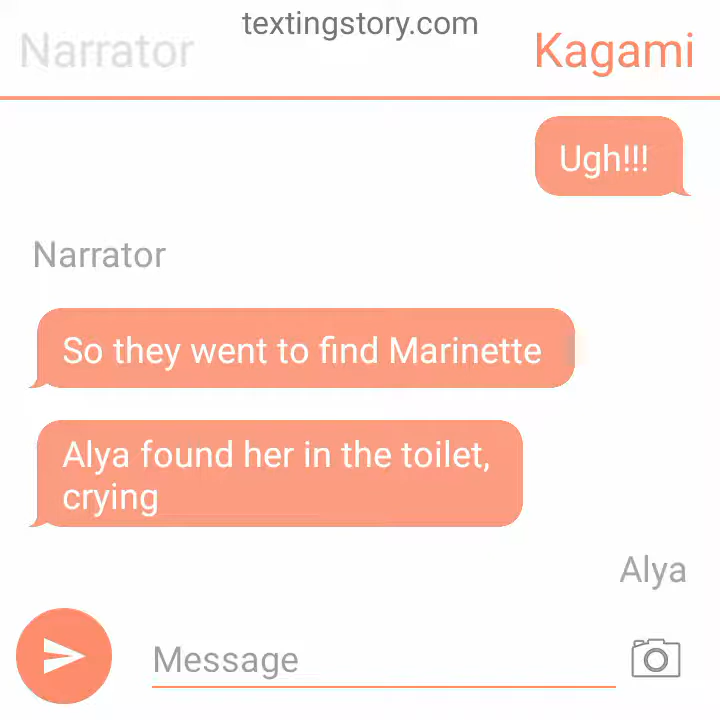 textingstory.com
Narrator
Kagami
Ugh!!!
Narrator
So they went to find Marinette
Alya found her in the toilet,
crying
Alya
Message